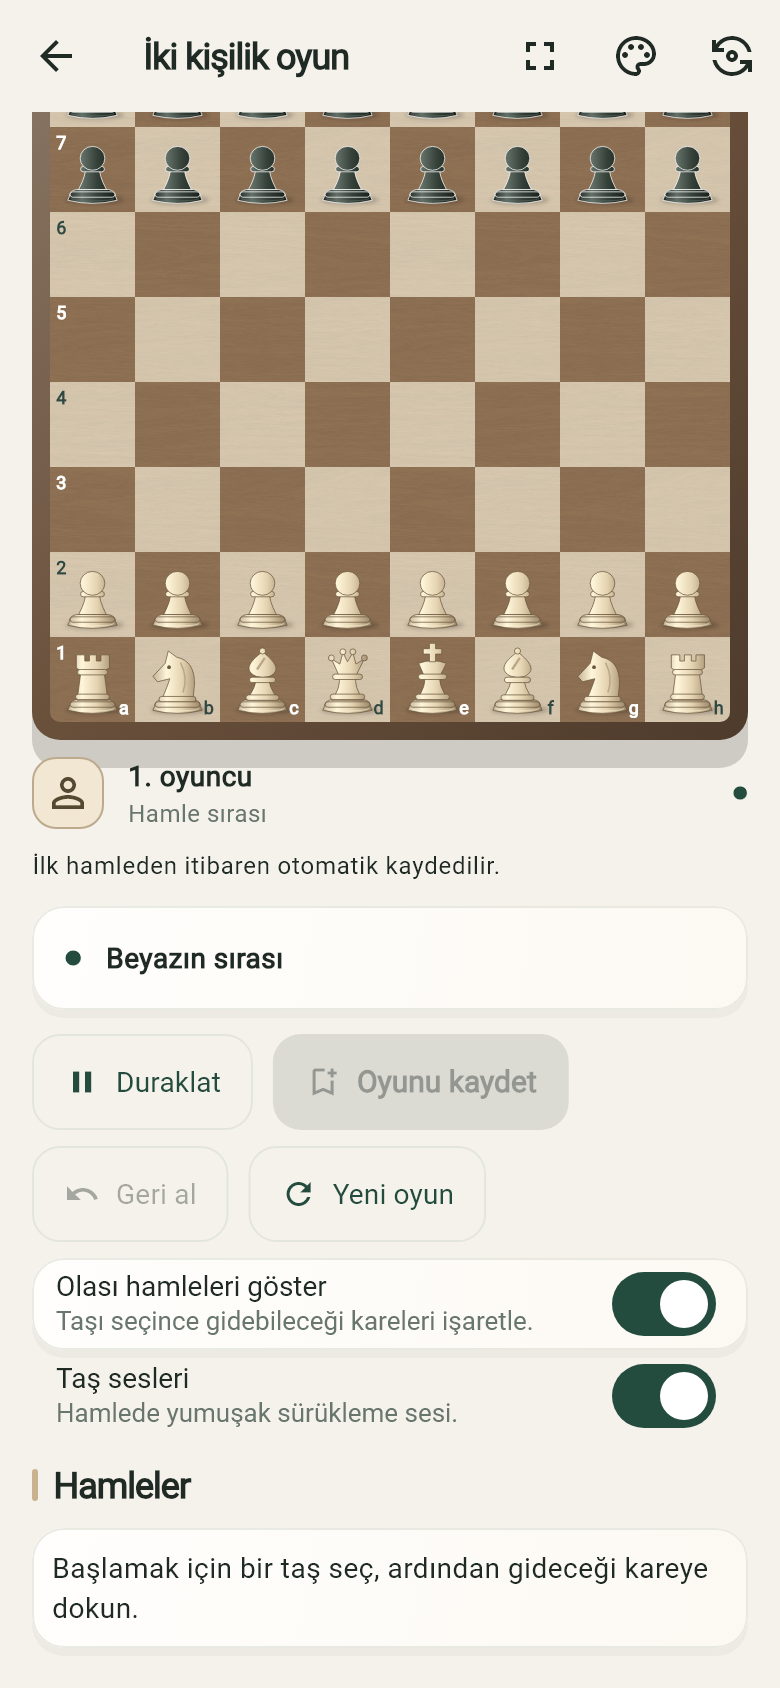 İki kişilik oyun
7
6
5
4
3
2
1
a b c d e f g h
1. oyuncu
Hamle sırası
İlk hamleden itibaren otomatik kaydedilir.
Beyazın sırası
Duraklat
Oyunu kaydet
Geri al
Yeni oyun
Olası hamleleri göster
Taşı seçince gidebileceği kareleri işaretle.
Taş sesleri
Hamlede yumuşak sürükleme sesi.
Hamleler
Başlamak için bir taş seç, ardından gideceği kareye
dokun.